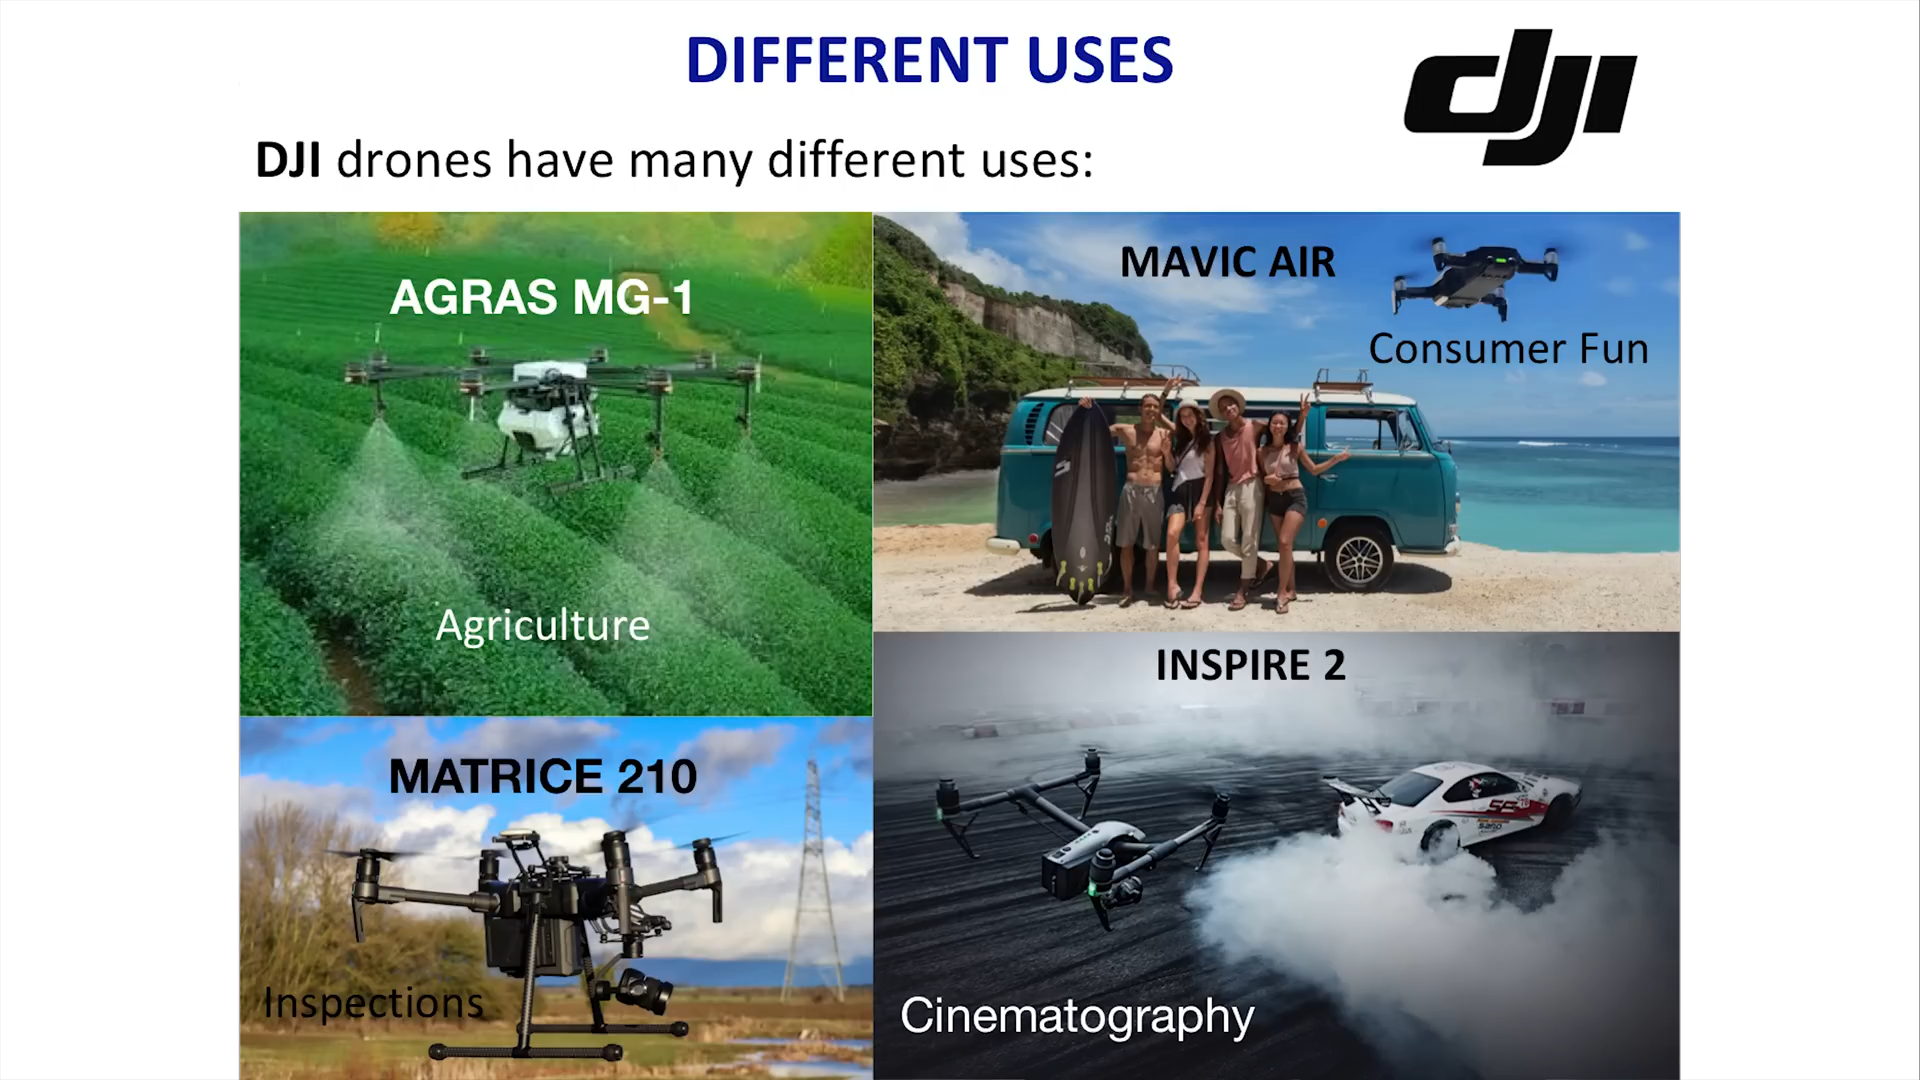 DIFFERENT USES
dji
DJI drones have many different uses:
AGRAS MG-1
Agriculture
MAVIC AIR
Consumer Fun
MATRICE 210
Inspections
INSPIRE 2
Cinematography